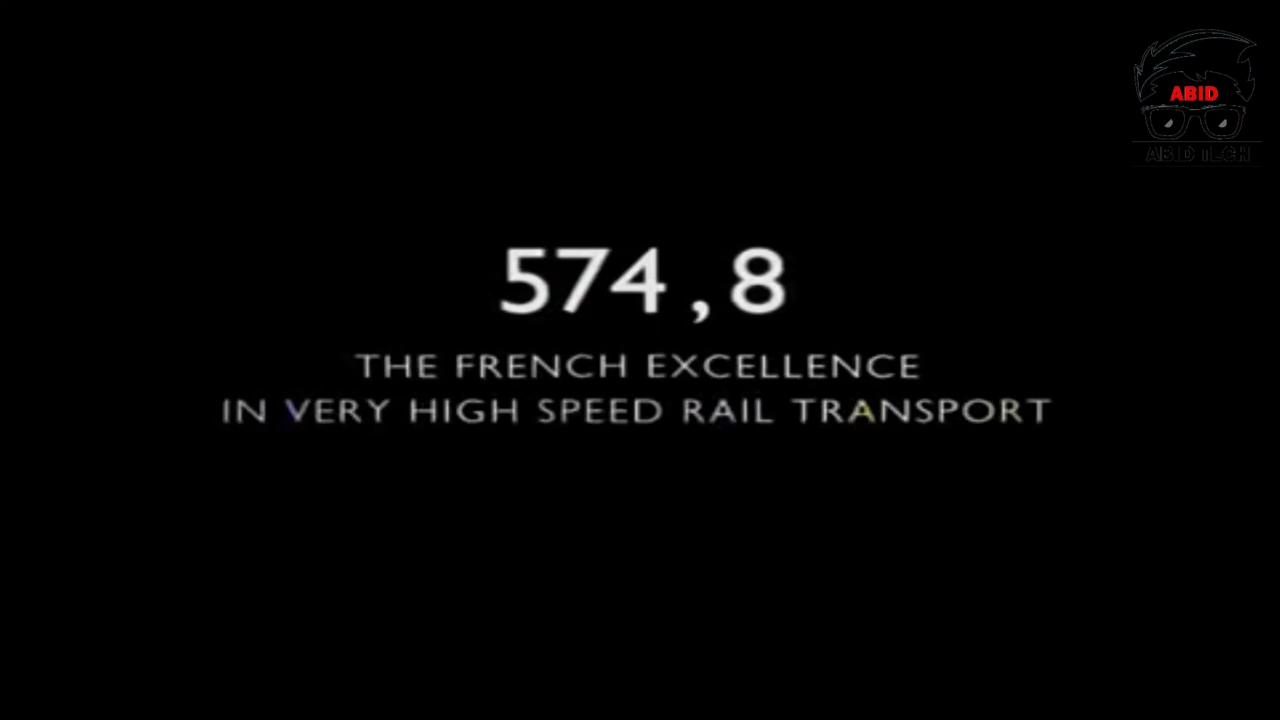 ABID
ABID TECH
574,8
THE FRENCH EXCELLENCE
IN VERY HIGH SPEED RAIL TRANSPORT